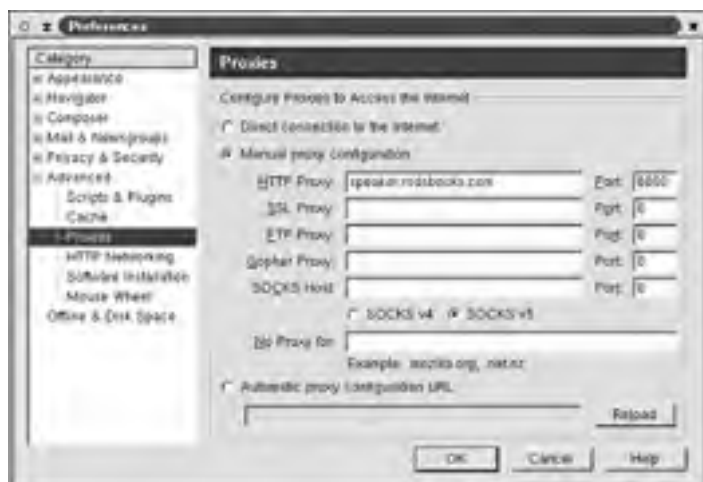 Preferences
Category
Appearance
Navigator
Composer
Mail & Newsgroups
Privacy & Security
Advanced
Scripts & Plugins
Cache
Proxies
HTTP Networking
Software Installation
Mouse Wheel
Offline & Disk Space
Proxies
Configure Proxies to Access the Internet
Direct connection to the Internet
Manual proxy configuration
HTTP Proxy: speaker.rodsbooks.com Port:
SSL Proxy: Port: 0
FTP Proxy: Port: 0
Gopher Proxy: Port: 0
SOCKS Host: Port: 0
SOCKS v4 SOCKS v5
No Proxy for:
Example: mozilla.org, .net.nz
Automatic proxy configuration URL:
Reload
OK Cancel Help